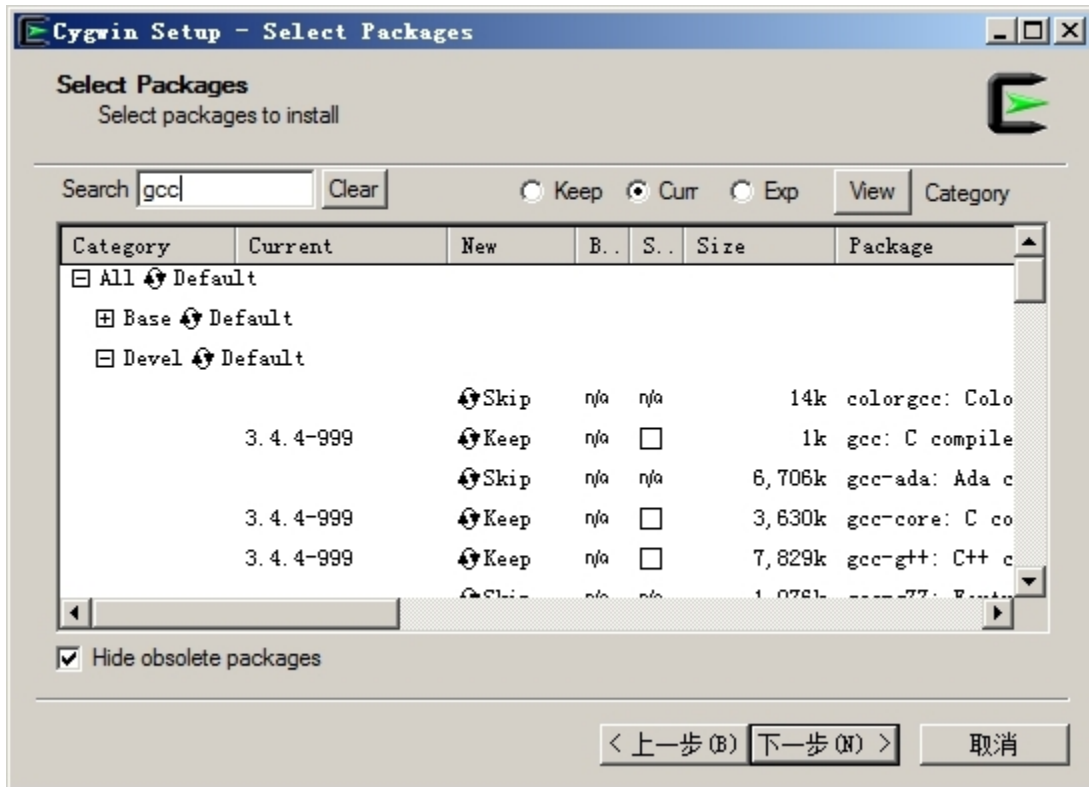 Cygwin Setup - Select Packages
Select Packages
Select packages to install
Search gcc Clear Keep Curr Exp View Category
Category Current New B.. S.. Size Package
All Default
Base Default
Devel Default
Skip n/a n/a 14k colorgcc: Colo
3.4.4-999 Keep n/a 1k gcc: C compile
Skip n/a n/a 6,706k gcc-ada: Ada c
3.4.4-999 Keep n/a 3,630k gcc-core: C co
3.4.4-999 Keep n/a 7,829k gcc-g++: C++ c
Hide obsolete packages
< 上一步(B) 下一步(N) > 取消